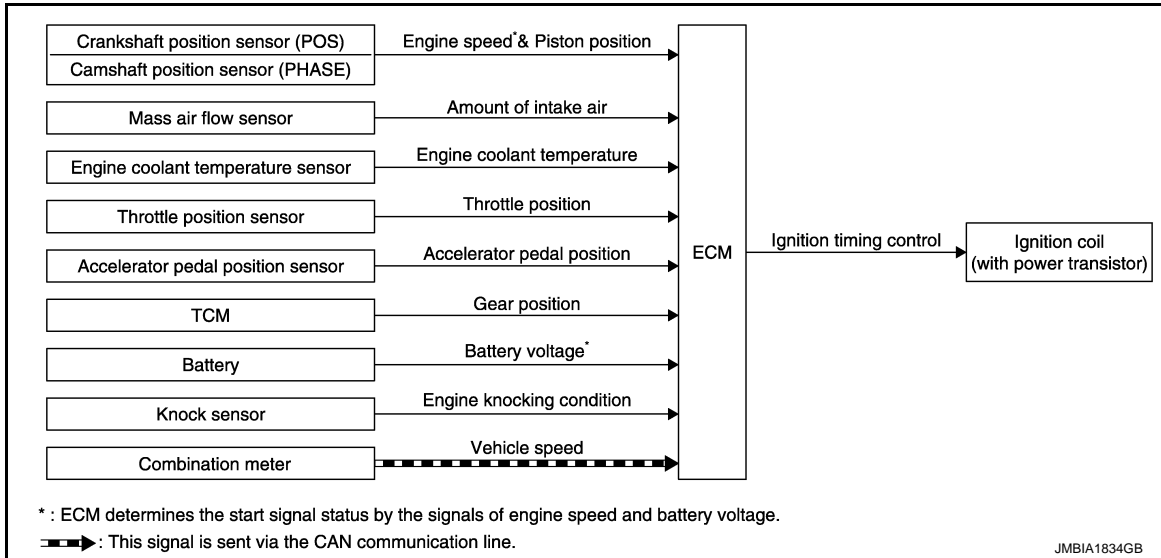 Crankshaft position sensor (POS)
Engine speed*& Piston position
Camshaft position sensor (PHASE)
Mass air flow sensor
Amount of intake air
Engine coolant temperature sensor
Engine coolant temperature
Throttle position sensor
Throttle position
Accelerator pedal position sensor
Accelerator pedal position
ECM
Ignition timing control
Ignition coil
(with power transistor)
TCM
Gear position
Battery
Battery voltage*
Knock sensor
Engine knocking condition
Combination meter
Vehicle speed
* : ECM determines the start signal status by the signals of engine speed and battery voltage.
: This signal is sent via the CAN communication line.
JMBIA1834GB